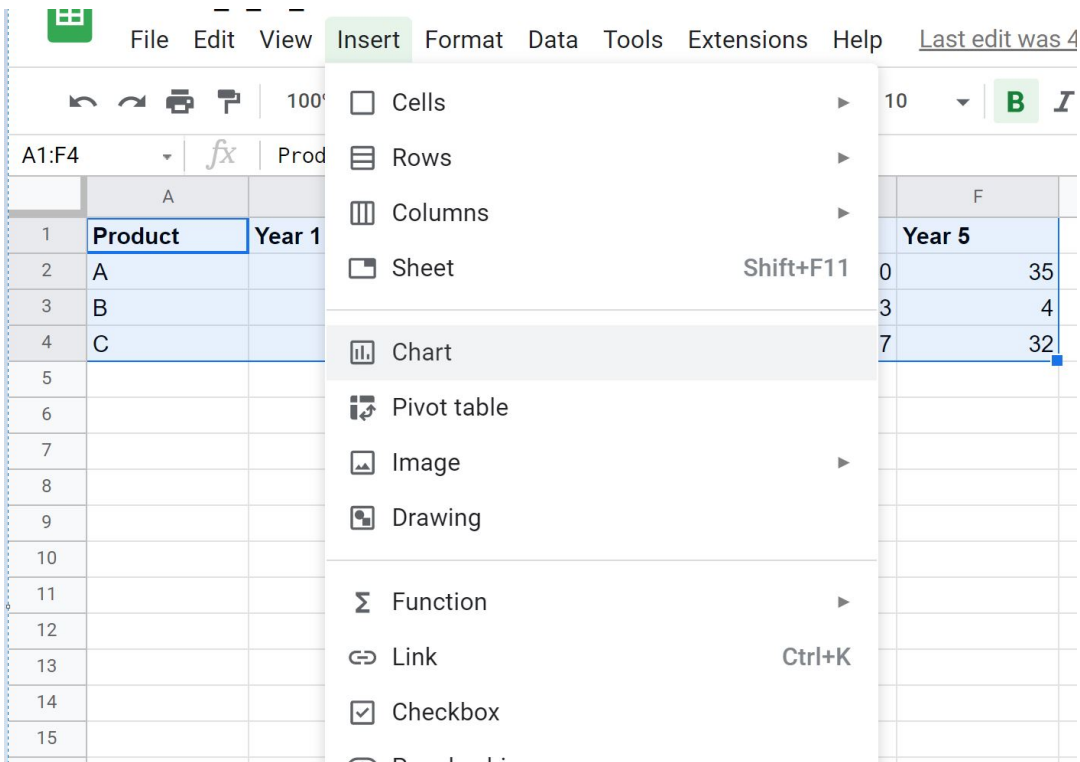 File Edit View Insert Format Data Tools Extensions Help Last edit was 4
100% Cells 10 B I
A1:F4 fx Prod Rows
A Columns F
1 Product Year 1 Year 5
2 A Sheet Shift+F11 0 35
3 B 3 4
4 C Chart 7 32
5
6 Pivot table
7 Image
8
9 Drawing
10
11 Function
12
13 Link Ctrl+K
14 Checkbox
15